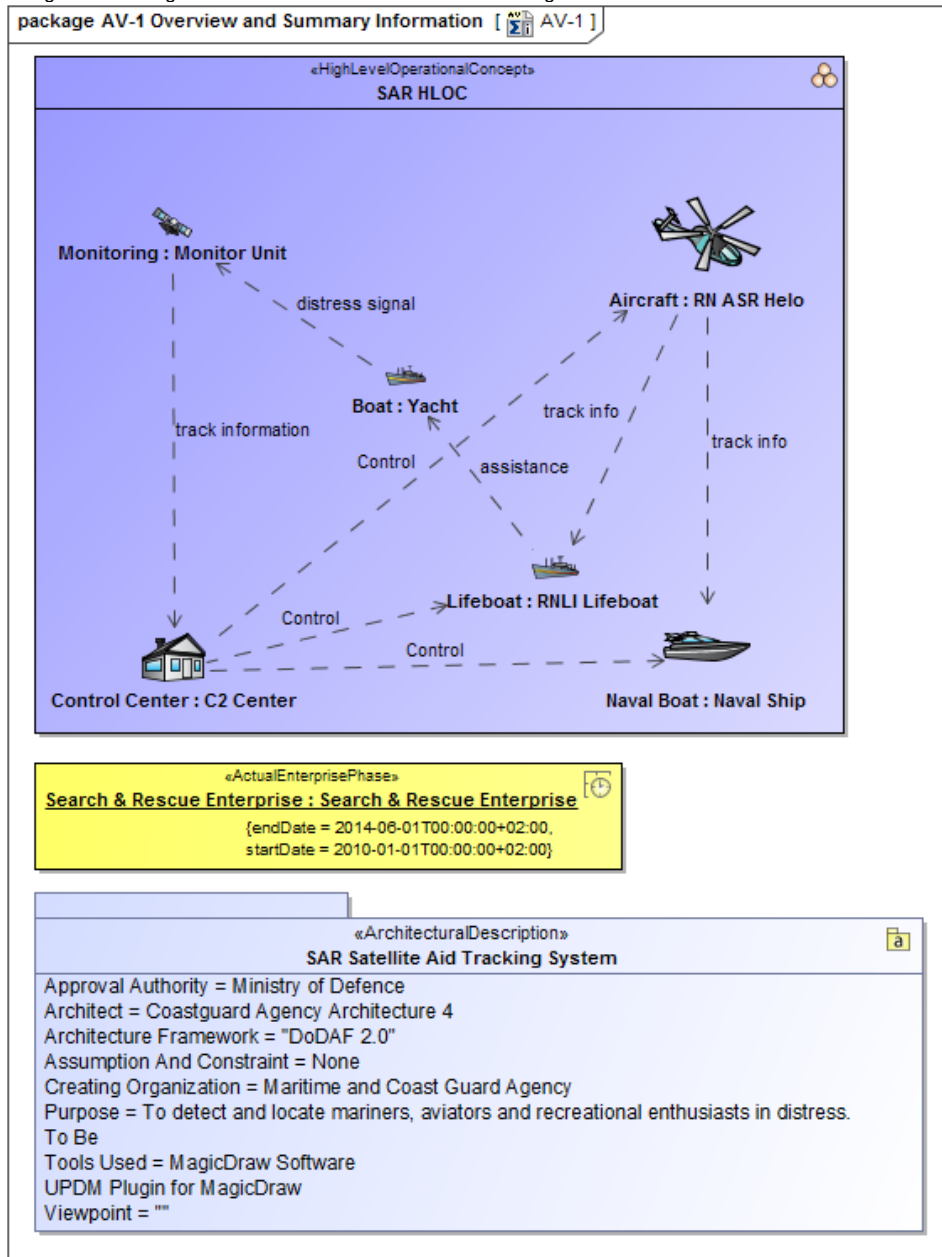 package AV-1 Overview and Summary Information [ AV-1 ]
«HighLevelOperationalConcept»
SAR HLOC
Monitoring : Monitor Unit
distress signal
Aircraft : RN ASR Helo
Boat : Yacht
track info
track information
track info
Control
assistance
Lifeboat : RNLI Lifeboat
Control
Control
Control Center : C2 Center
Naval Boat : Naval Ship
«ActualEnterprisePhase»
Search & Rescue Enterprise : Search & Rescue Enterprise
{endDate = 2014-06-01T00:00:00+02:00,
startDate = 2010-01-01T00:00:00+02:00}
«ArchitecturalDescription»
SAR Satellite Aid Tracking System
Approval Authority = Ministry of Defence
Architect = Coastguard Agency Architecture 4
Architecture Framework = "DoDAF 2.0"
Assumption And Constraint = None
Creating Organization = Maritime and Coast Guard Agency
Purpose = To detect and locate mariners, aviators and recreational enthusiasts in distress.
To Be
Tools Used = MagicDraw Software
UPDM Plugin for MagicDraw
Viewpoint = ""